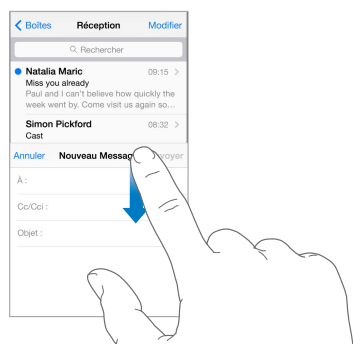 Boîtes Réception Modifier
Rechercher
Natalia Maric 09:15
Miss you already
Paul and I can't believe how quickly the
week went by. Come visit us again so…
Simon Pickford 08:32
Cast
Annuler Nouveau Messag voyer
À :
Cc/Cci :
Objet :